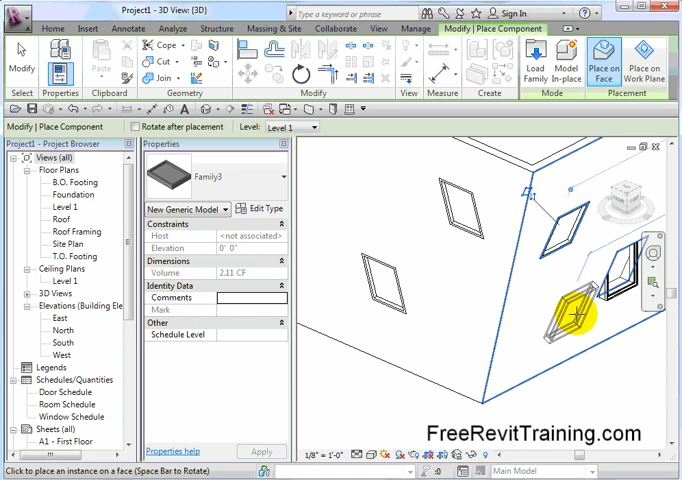 Project1 - 3D View: {3D}
Type a keyword or phrase
Sign In
Home Insert Annotate Analyze Structure Massing & Site Collaborate View Manage Modify | Place Component
Modify
Properties
Paste
Cope
Cut
Join
Load Family
Model In-place
Place on Face
Place on Work Plane
Select Properties Clipboard Geometry Modify View Measure Create Mode Placement
Modify | Place Component Rotate after placement Level: Level 1
Project1 - Project Browser
Views (all)
Floor Plans
B.O. Footing
Foundation
Level 1
Roof
Roof Framing
Site Plan
T.O. Footing
Ceiling Plans
Level 1
3D Views
Elevations (Building Ele
East
North
South
West
Legends
Schedules/Quantities
Door Schedule
Room Schedule
Window Schedule
Sheets (all)
A1 - First Floor
Properties
Family3
New Generic Model Edit Type
Constraints
Host <not associated>
Elevation 0' 0"
Dimensions
Volume 2.11 CF
Identity Data
Comments
Mark
Other
Schedule Level
Properties help Apply
FreeRevitTraining.com
1/8" = 1'-0"
Click to place an instance on a face (Space Bar to Rotate)
:0
Main Model